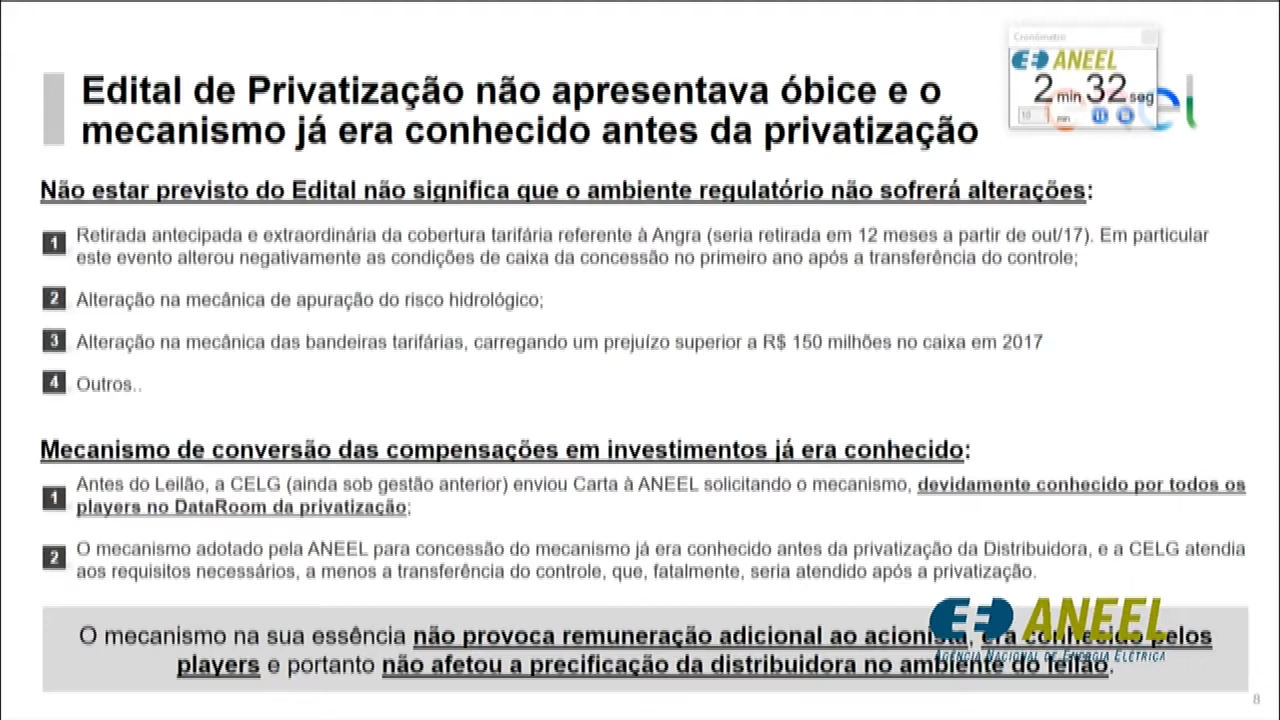 Cronômetro
ANEEL
2 min 32 seg
10 mn
el
Edital de Privatização não apresentava óbice e o
mecanismo já era conhecido antes da privatização
Não estar previsto do Edital não significa que o ambiente regulatório não sofrerá alterações:
1 Retirada antecipada e extraordinária da cobertura tarifária referente à Angra (seria retirada em 12 meses a partir de out/17). Em particular
este evento alterou negativamente as condições de caixa da concessão no primeiro ano após a transferência do controle;
2 Alteração na mecânica de apuração do risco hidrológico;
3 Alteração na mecânica das bandeiras tarifárias, carregando um prejuízo superior a R$ 150 milhões no caixa em 2017
4 Outros..
Mecanismo de conversão das compensações em investimentos já era conhecido:
1 Antes do Leilão, a CELG (ainda sob gestão anterior) enviou Carta à ANEEL solicitando o mecanismo, devidamente conhecido por todos os
players no DataRoom da privatização;
2 O mecanismo adotado pela ANEEL para concessão do mecanismo já era conhecido antes da privatização da Distribuidora, e a CELG atendia
aos requisitos necessários, a menos a transferência do controle, que, fatalmente, seria atendido após a privatização.
O mecanismo na sua essência não provoca remuneração adicional ao acionista, era conhecido pelos
players e portanto não afetou a precificação da distribuidora no ambiente do leilão.
ANEEL
AGÊNCIA NACIONAL DE ENERGIA ELÉTRICA
8